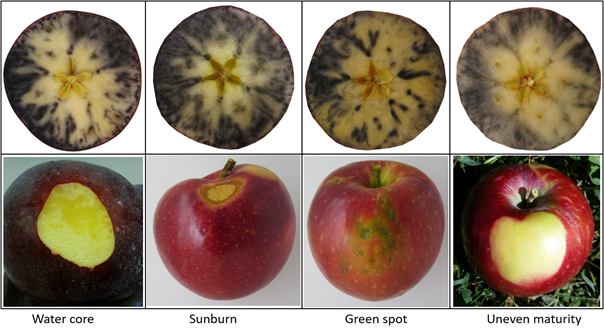 Water core
Sunburn
Green spot
Uneven maturity